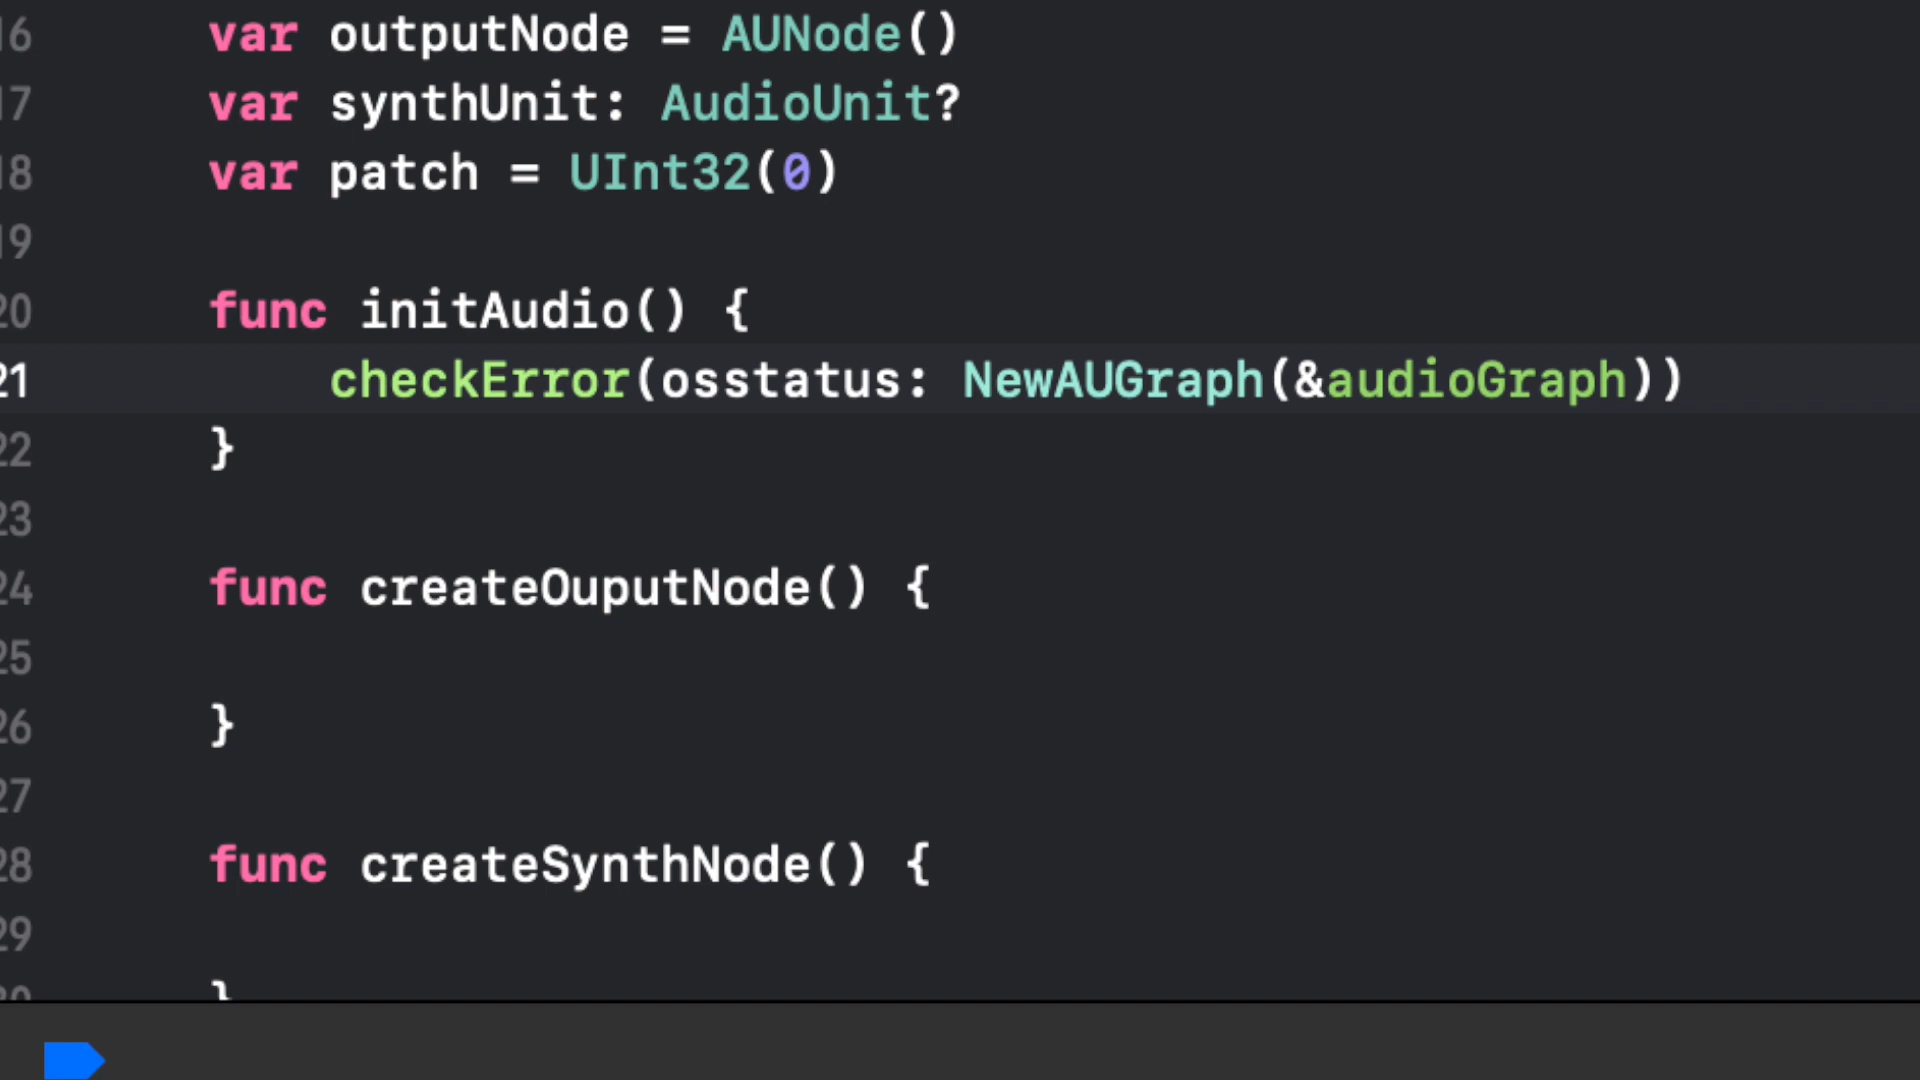 16 var outputNode = AUNode()
17 var synthUnit: AudioUnit?
18 var patch = UInt32(0)
19
20 func initAudio() {
21 checkError(osstatus: NewAUGraph(&audioGraph))
22 }
23
24 func createOuputNode() {
25
26 }
27
28 func createSynthNode() {
29
30 }